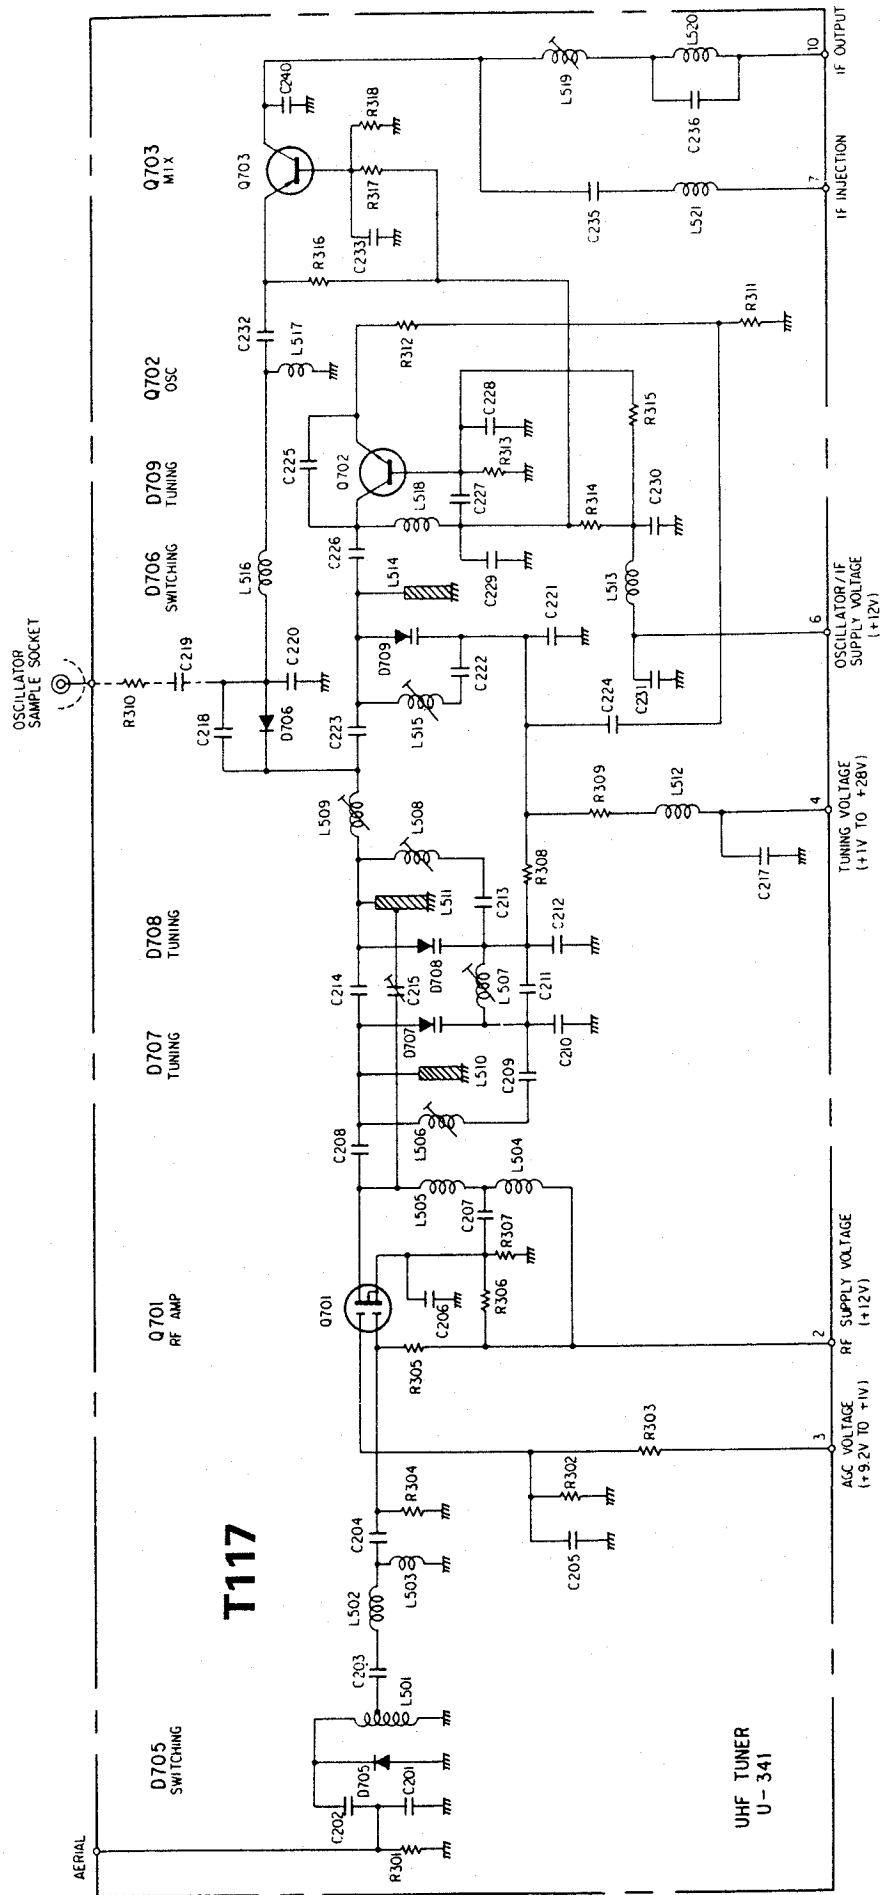 AERIAL
D705
SWITCHING
T117
Q701
RF AMP
D707
TUNING
D708
TUNING
OSCILLATOR
SAMPLE SOCKET
D706
SWITCHING
D709
TUNING
Q702
OSC
Q703
MIX
R301
C202
C201
D705
L501
C203
L502
L503
C204
R304
C205
R302
R303
R305
Q701
C206
R306
R307
C207
L505
L504
C208
L506
L510
C209
D707
C210
C214
C215
L507
C211
D708
C212
C213
L511
L508
L509
R308
R309
L512
C217
R310
C219
C218
D706
C220
L516
C223
L515
D709
C222
C221
C224
L514
C226
C225
L518
C229
C227
Q702
R313
C228
R314
L513
C230
C231
R315
R312
R311
L517
C232
R316
C233
R317
R318
Q703
C240
C235
L521
L519
C236
L520
UHF TUNER
U-341
3
AGC VOLTAGE
(+9.2V TO +1V)
2
RF SUPPLY VOLTAGE
(+12V)
4
TUNING VOLTAGE
(+1V TO +28V)
6
OSCILLATOR/IF
SUPPLY VOLTAGE
(+12V)
7
IF INJECTION
10
IF OUTPUT